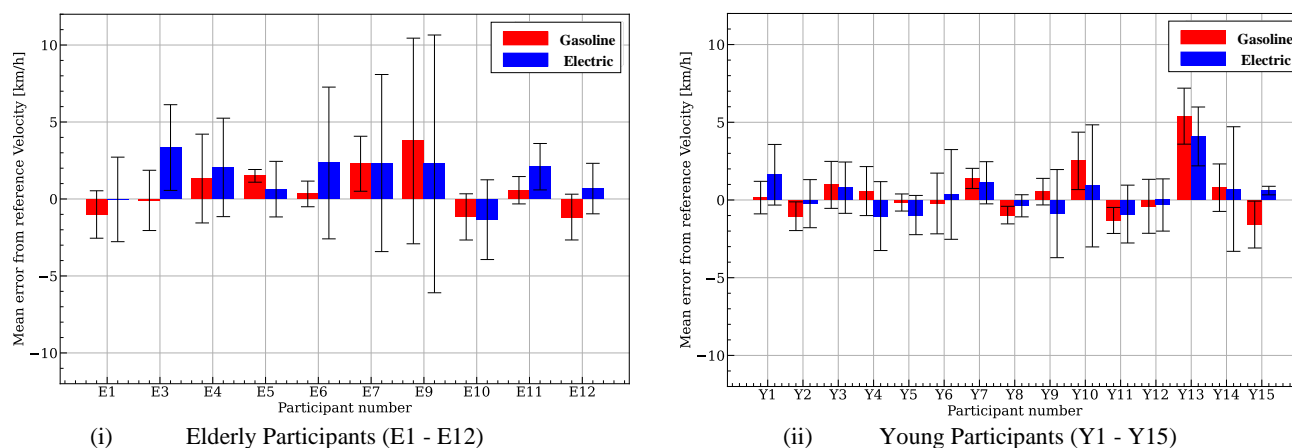 Mean error from reference Velocity [km/h]
10
5
0
−5
−10
Gasoline
Electric
E1 E3 E4 E5 E6 E7 E9 E10 E11 E12
Participant number
(i) Elderly Participants (E1 - E12)
Mean error from reference Velocity [km/h]
10
5
0
−5
−10
Gasoline
Electric
Y1 Y2 Y3 Y4 Y5 Y6 Y7 Y8 Y9 Y10 Y11 Y12 Y13 Y14 Y15
Participant number
(ii) Young Participants (Y1 - Y15)